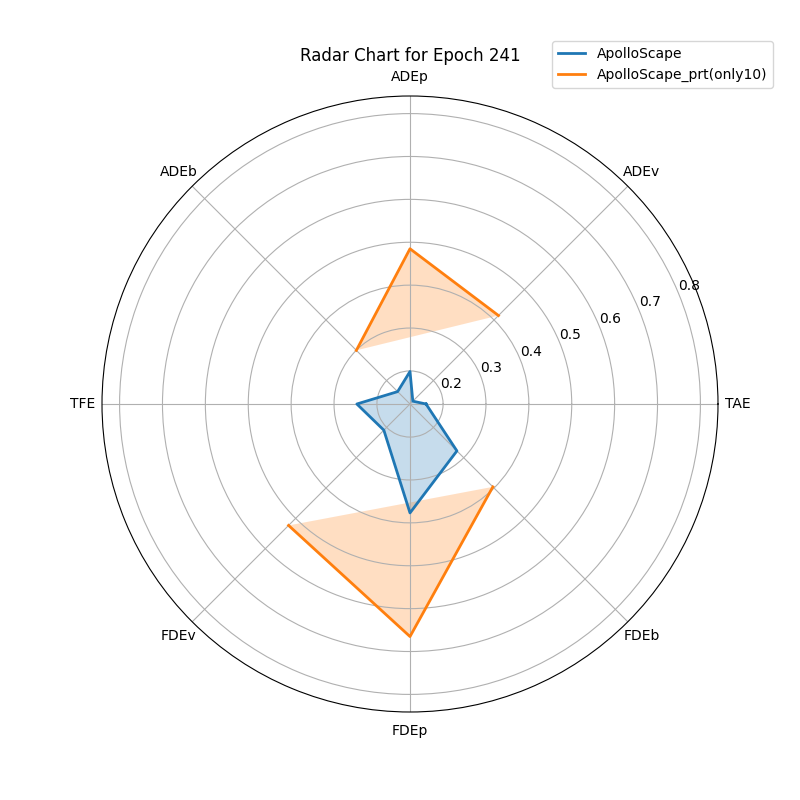 Radar Chart for Epoch 241
ApolloScape
ApolloScape_prt(only10)
ADEp
ADEb
ADEv
0.8
0.7
0.6
0.5
0.4
0.3
0.2
TFE
TAE
FDEv
FDEb
FDEp